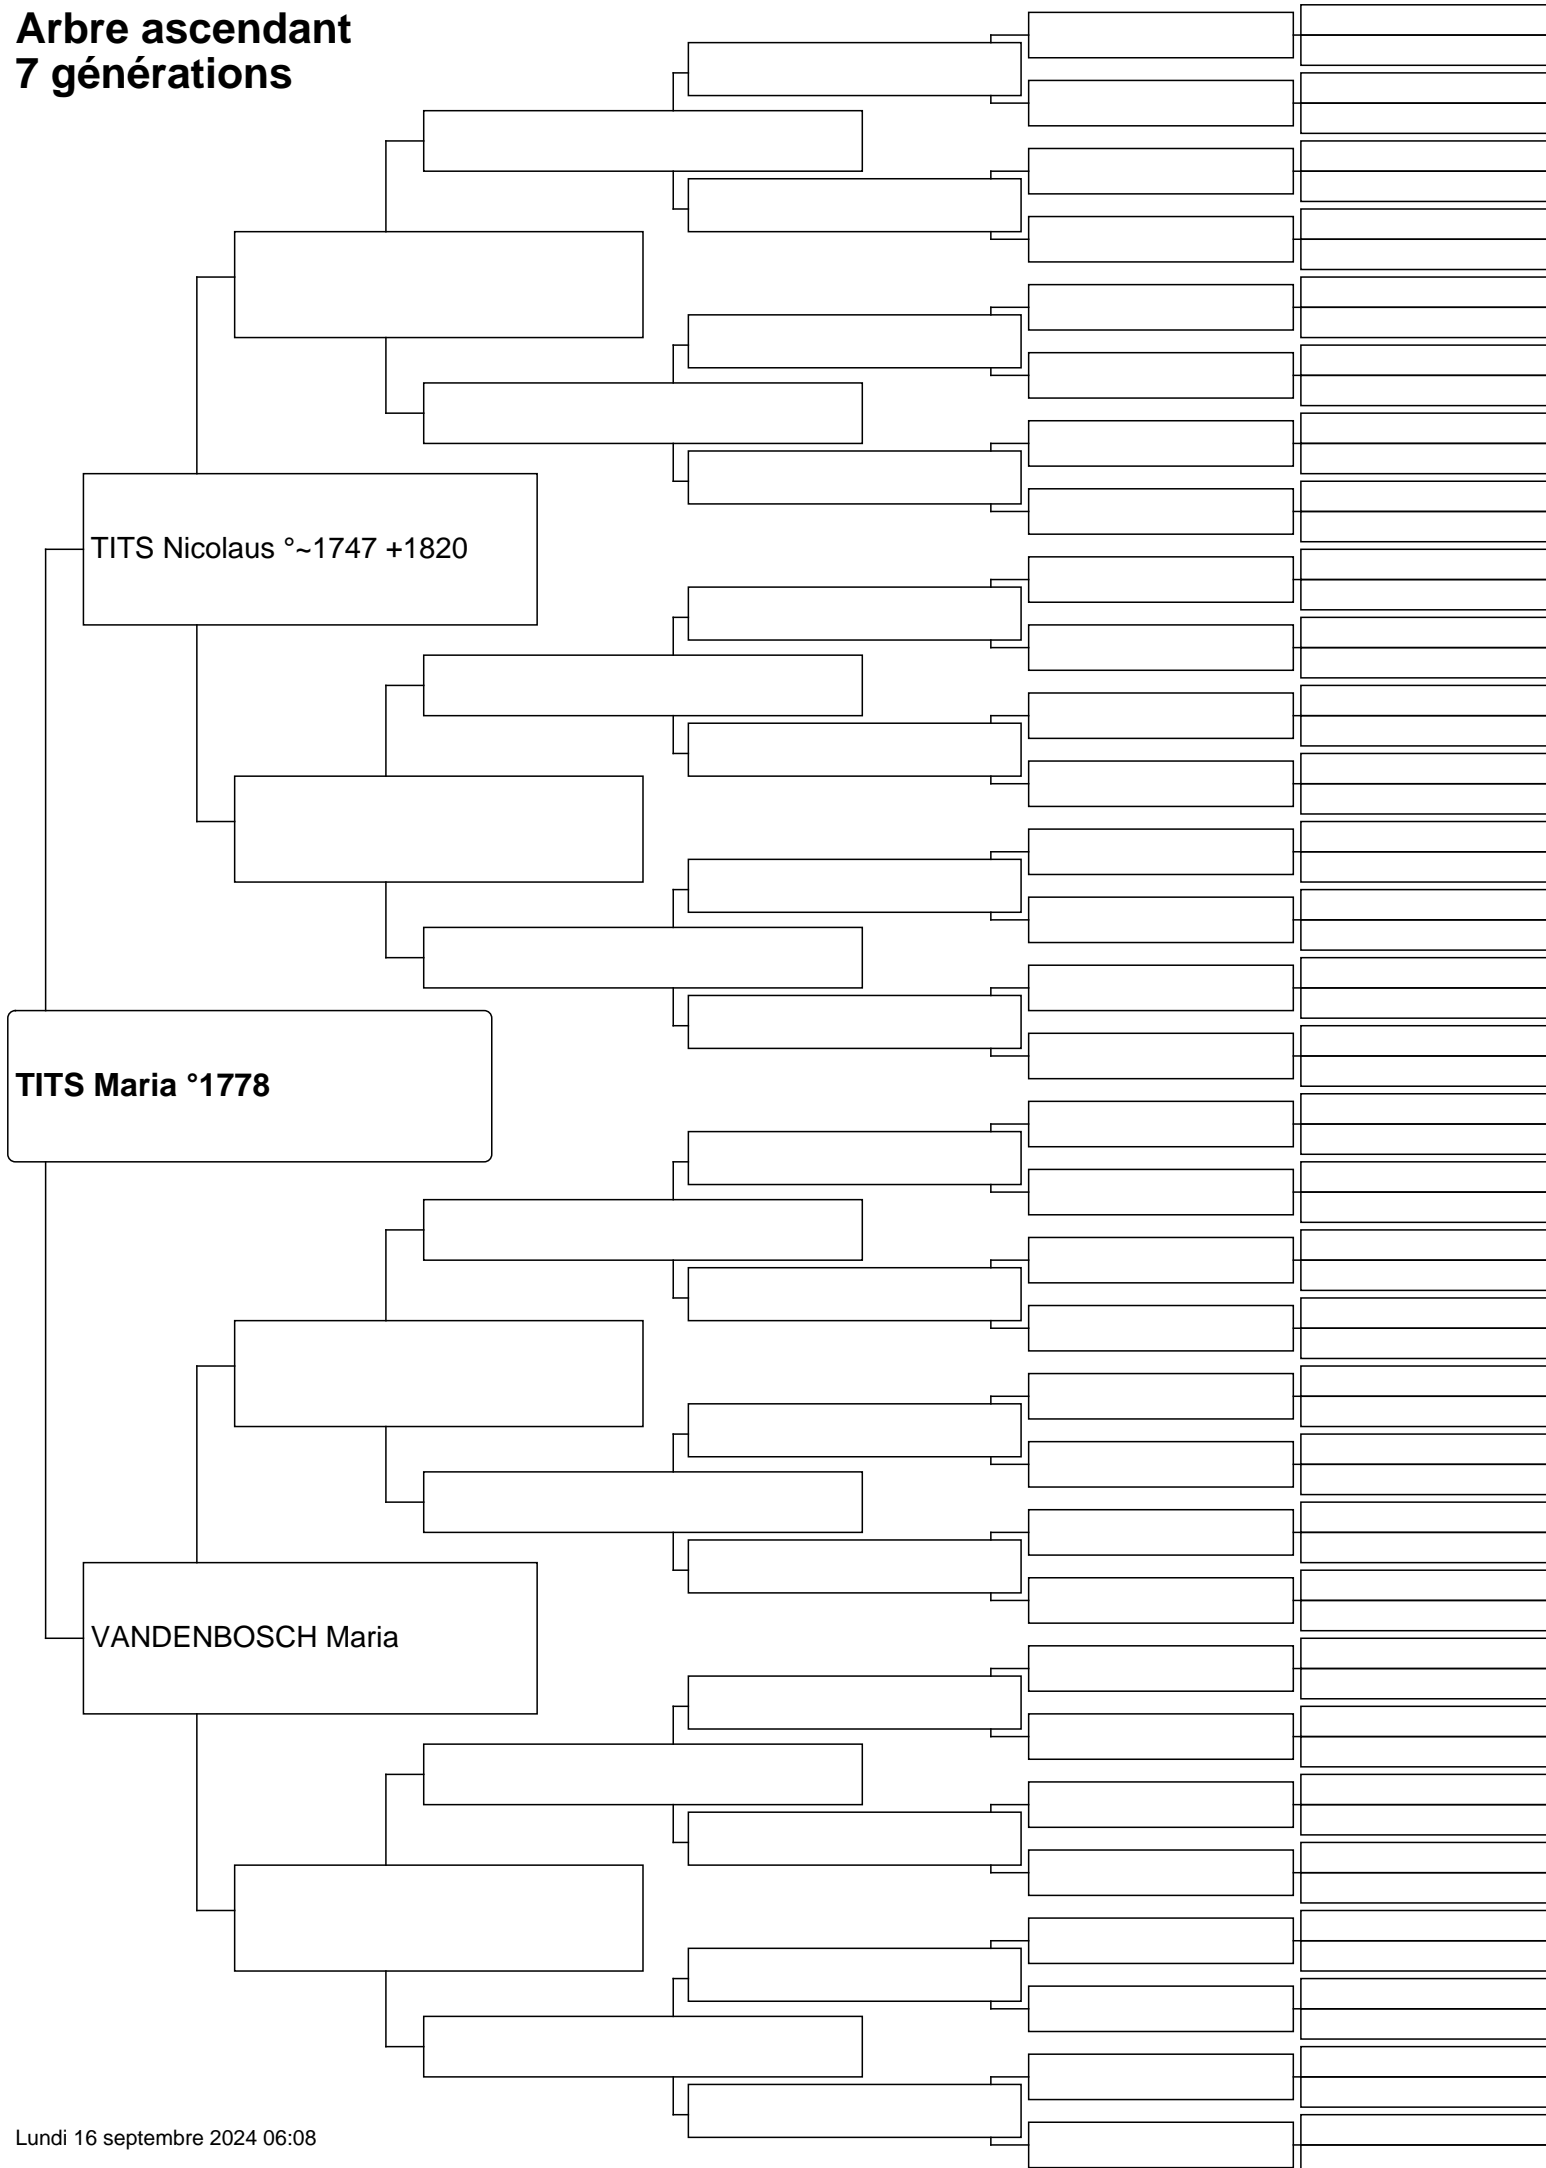 Arbre ascendant
7 générations
TITS Nicolaus °~1747 +1820
TITS Maria °1778
VANDENBOSCH Maria
Lundi 16 septembre 2024 06:08